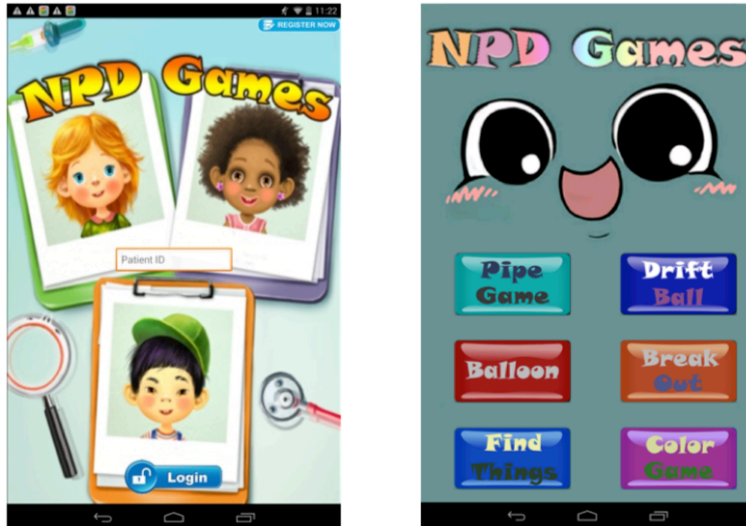 11:22
REGISTER NOW
NPD Games
Patient ID
Login
NPD Games
Pipe
Game
Drift
Ball
Balloon
Break
Out
Find
Things
Color
Game